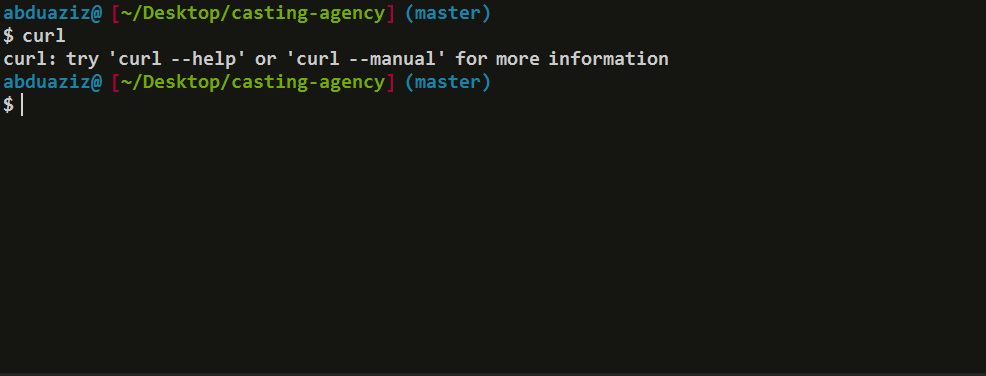 abduaziz@ [~/Desktop/casting-agency] (master)
$ curl
curl: try 'curl --help' or 'curl --manual' for more information
abduaziz@ [~/Desktop/casting-agency] (master)
$